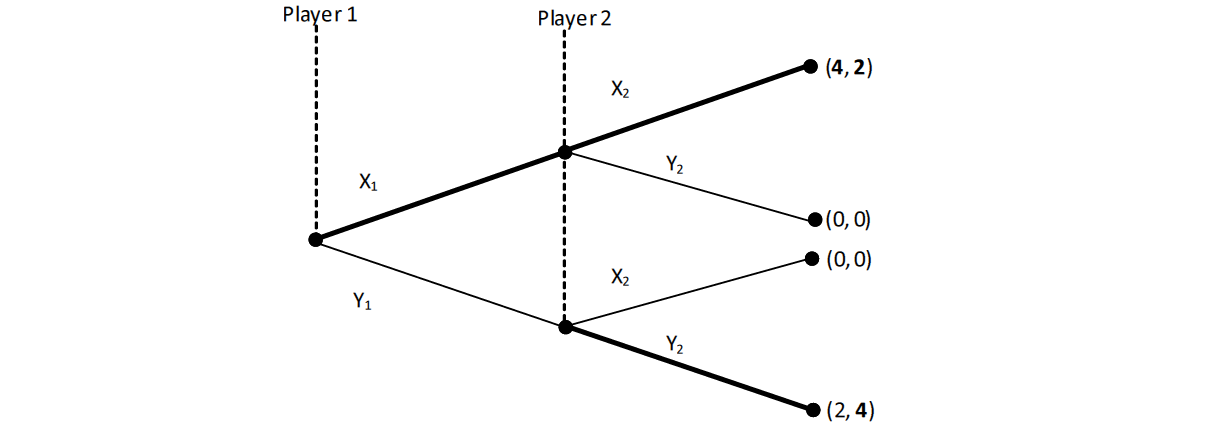 Player 1
Player 2
X₂
(4, 2)
X₁
Y₂
(0, 0)
(0, 0)
X₂
Y₁
Y₂
(2, 4)